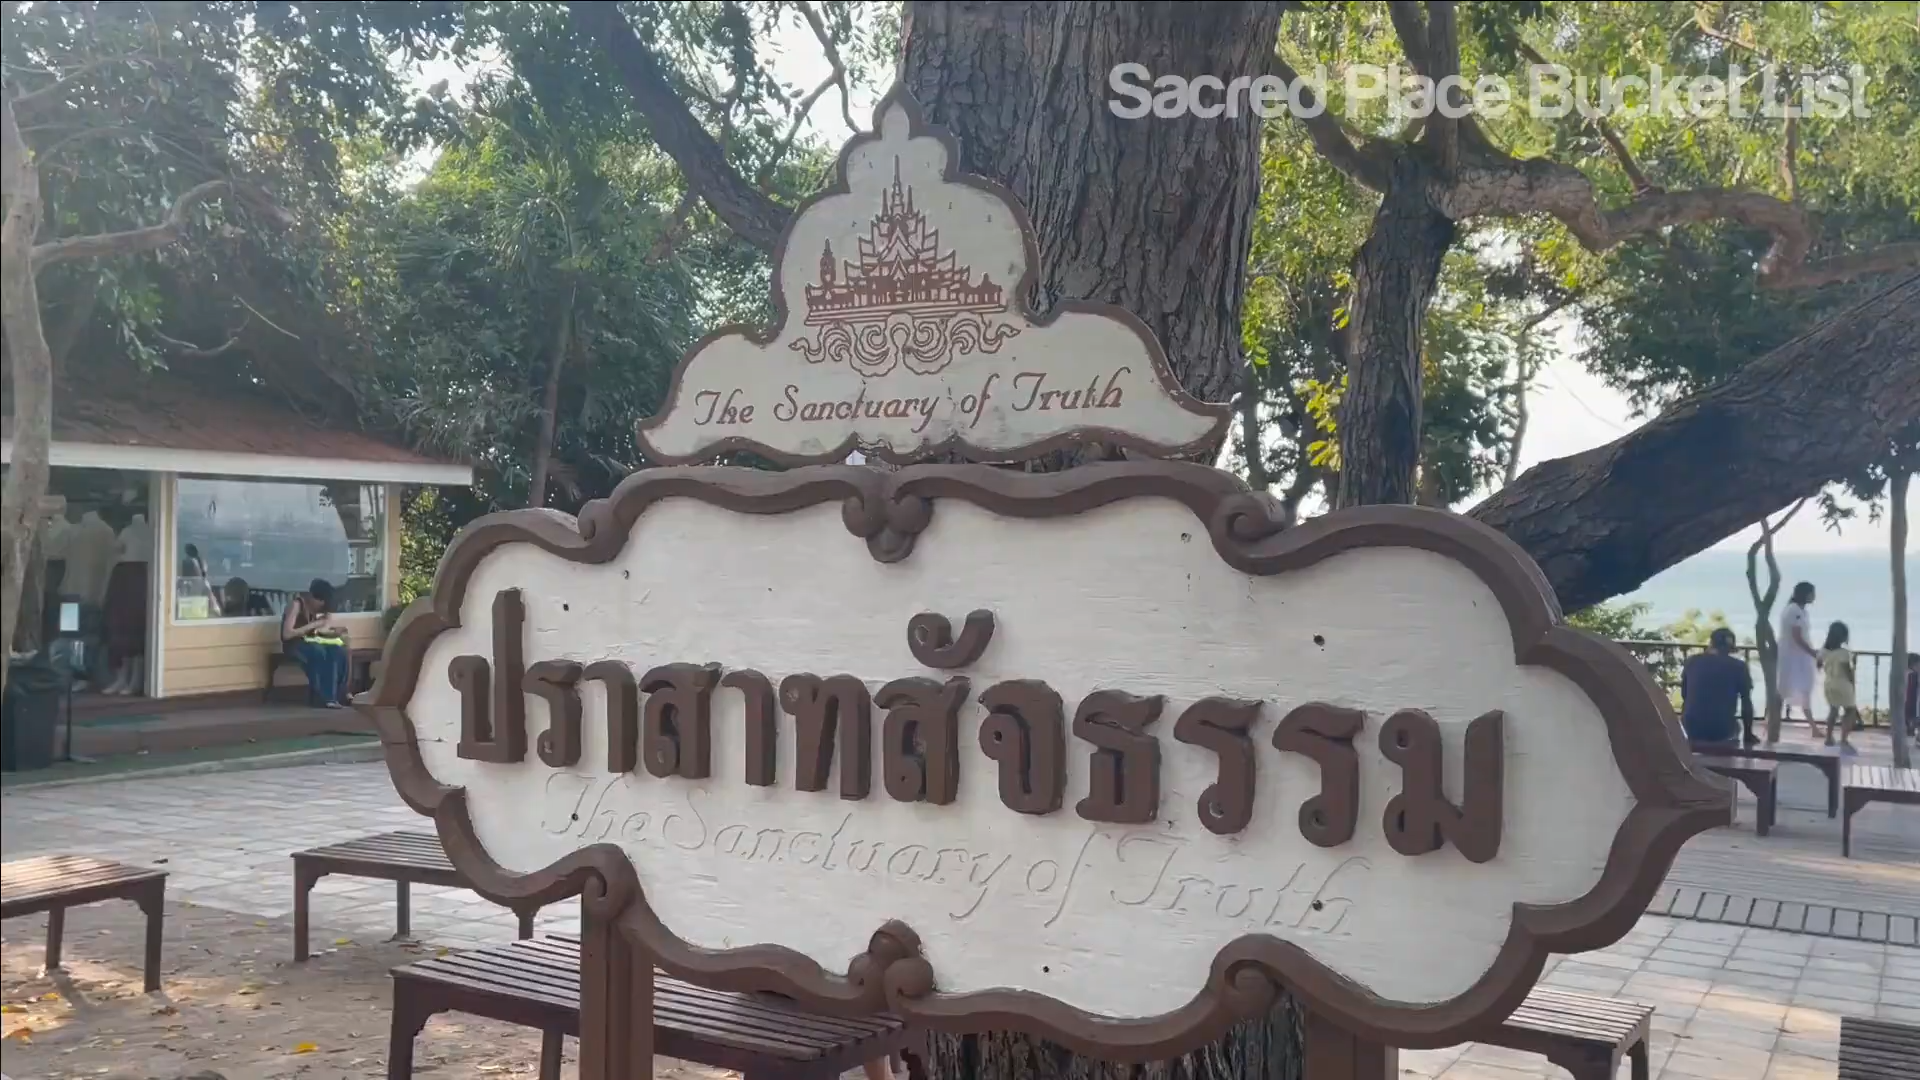 Sacred Place Bucket List
The Sanctuary of Truth
ปราสาทสัจธรรม
The Sanctuary of Truth